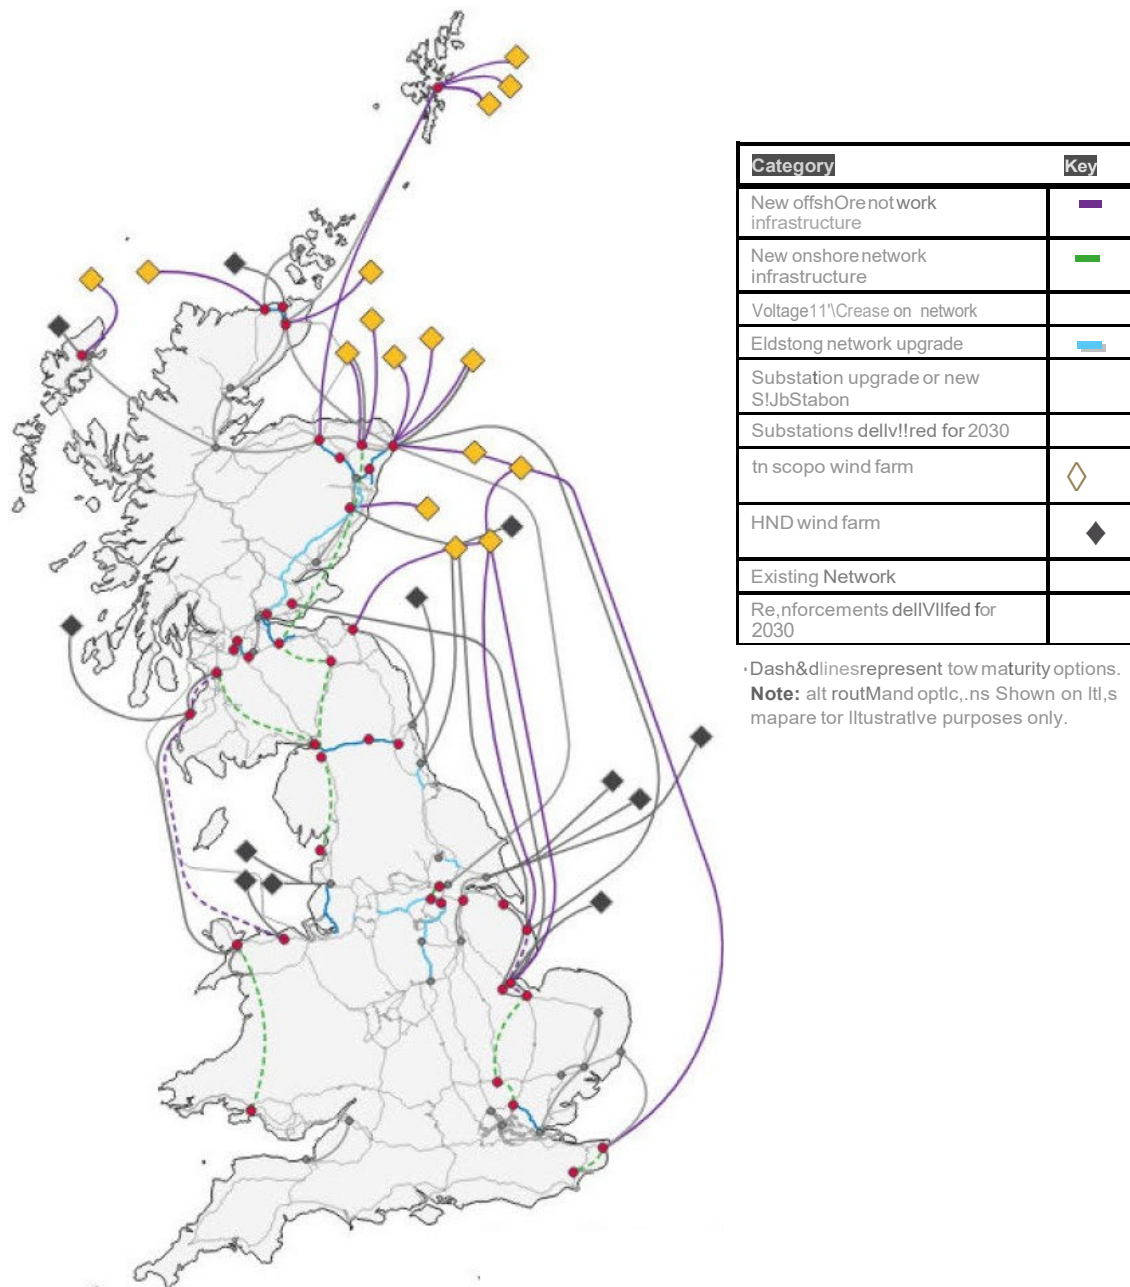 Category Key
New offshOre not work
infrastructure
New onshore network
infrastructure
Voltage11'\Crease on network
Eldstong network upgrade
Substation upgrade or new
S!JbStabon
Substations dellv!!red for 2030
tn scopo wind farm
HND wind farm
Existing Network
Re,nforcements dellVllfed for
2030
·Dash&dlinesrepresent tow maturity options.
Note: alt routMand optlc,.ns Shown on ltl,s
mapare tor lltustratlve purposes only.